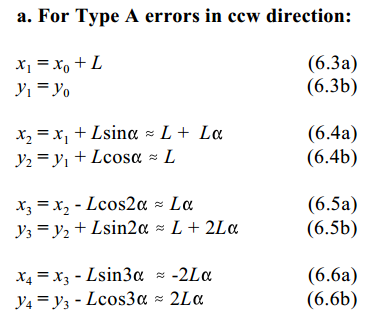 a. For Type A errors in ccw direction:
x₁ = x₀ + L (6.3a)
y₁ = y₀ (6.3b)
x₂ = x₁ + Lsinα ≈ L + Lα (6.4a)
y₂ = y₁ + Lcosα ≈ L (6.4b)
x₃ = x₂ - Lcos2α ≈ Lα (6.5a)
y₃ = y₂ + Lsin2α ≈ L + 2Lα (6.5b)
x₄ = x₃ - Lsin3α ≈ -2Lα (6.6a)
y₄ = y₃ - Lcos3α ≈ 2Lα (6.6b)